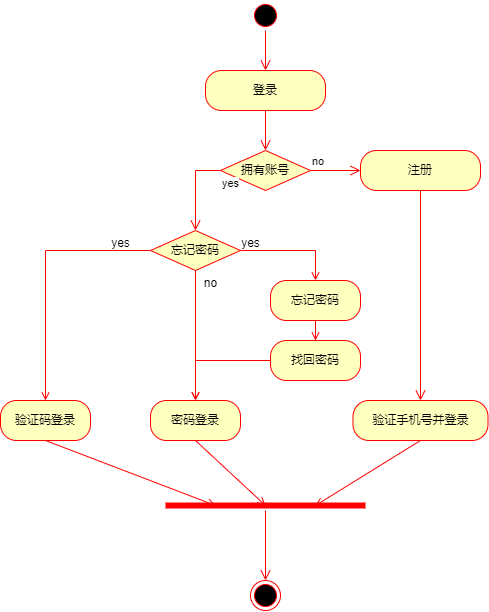 登录
拥有账号
no
注册
yes
忘记密码
yes
yes
no
忘记密码
找回密码
验证码登录
密码登录
验证手机号并登录